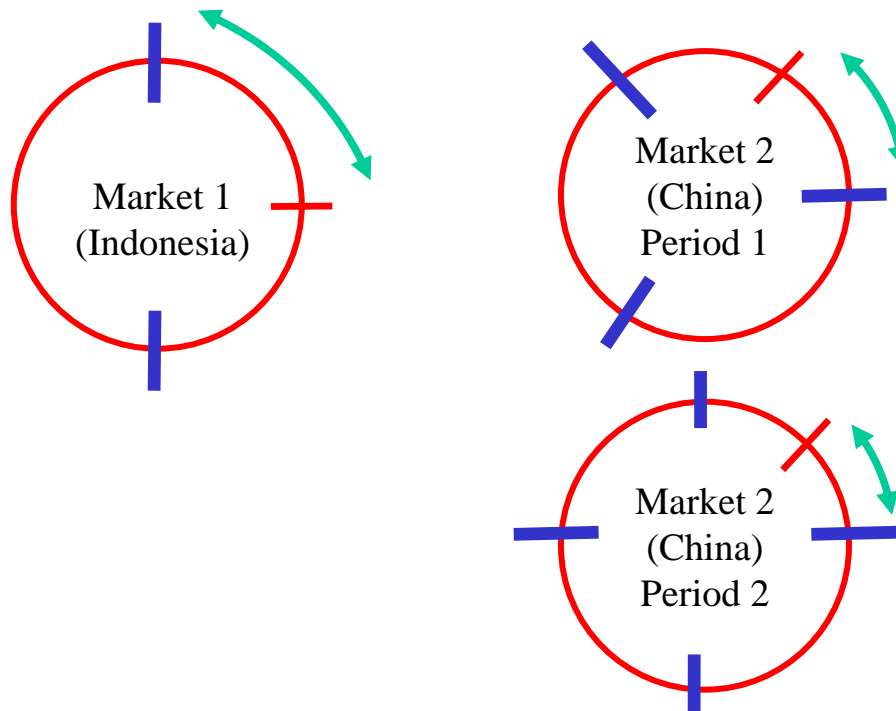 Market 1
(Indonesia)
Market 2
(China)
Period 1
Market 2
(China)
Period 2